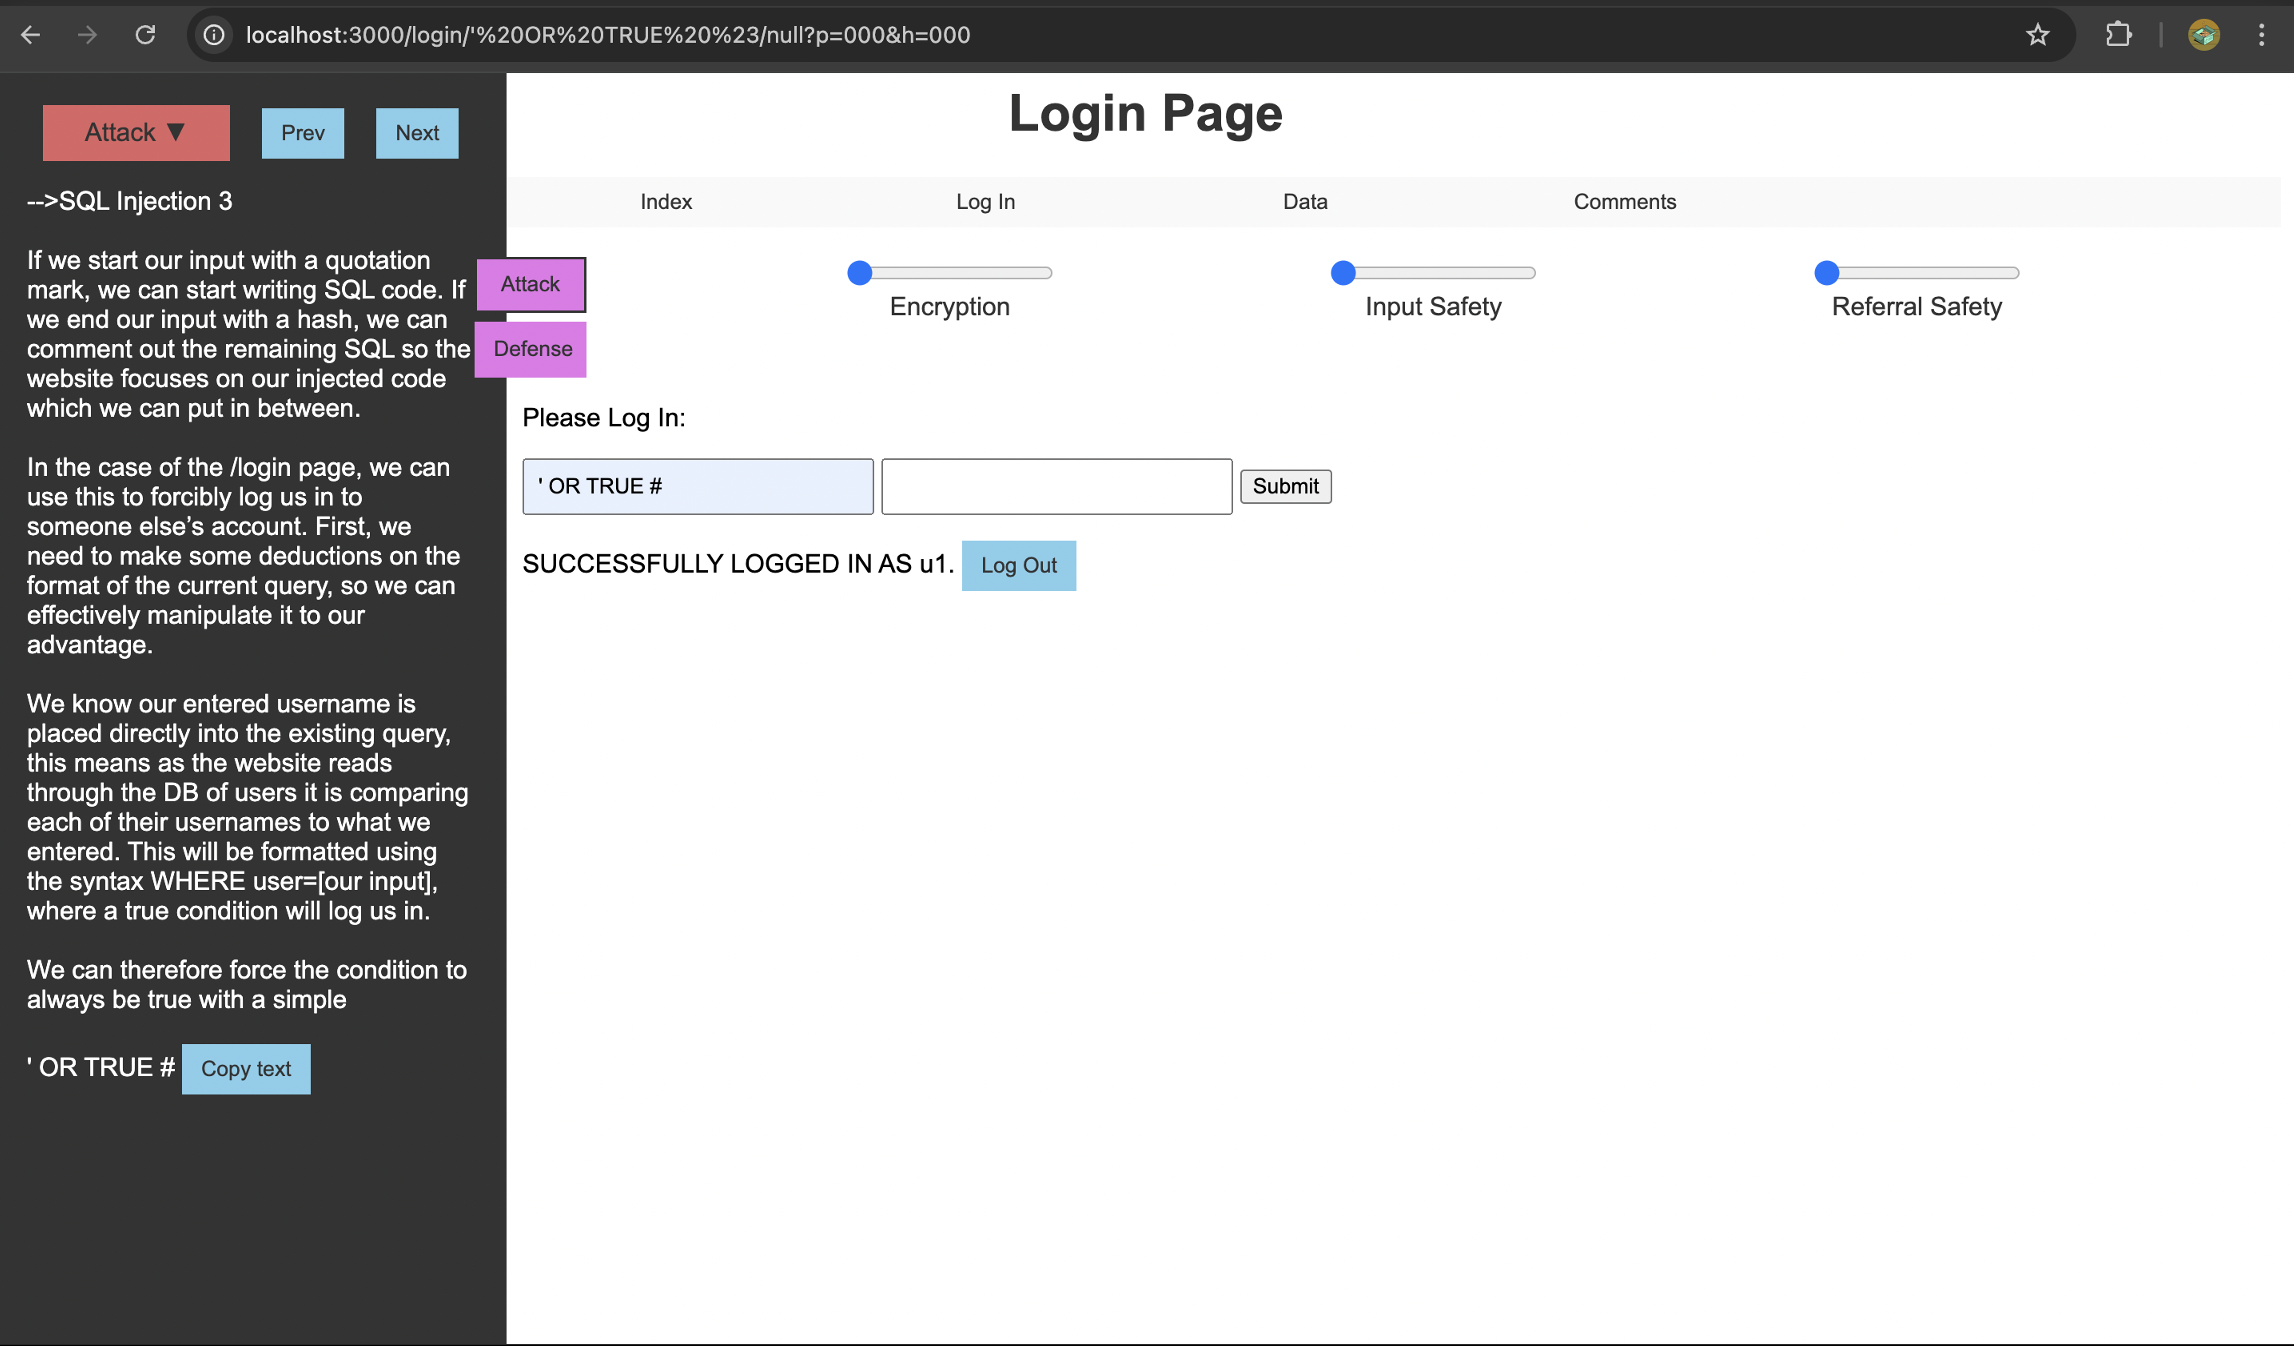 localhost:3000/login/'%20OR%20TRUE%20%23/null?p=000&h=000
Attack ▼ Prev Next
-->SQL Injection 3
If we start our input with a quotation
mark, we can start writing SQL code. If
we end our input with a hash, we can
comment out the remaining SQL so the
website focuses on our injected code
which we can put in between.
In the case of the /login page, we can
use this to forcibly log us in to
someone else’s account. First, we
need to make some deductions on the
format of the current query, so we can
effectively manipulate it to our
advantage.
We know our entered username is
placed directly into the existing query,
this means as the website reads
through the DB of users it is comparing
each of their usernames to what we
entered. This will be formatted using
the syntax WHERE user=[our input],
where a true condition will log us in.
We can therefore force the condition to
always be true with a simple
' OR TRUE # Copy text
Attack
Defense
Login Page
Index Log In Data Comments
Encryption Input Safety Referral Safety
Please Log In:
' OR TRUE # Submit
SUCCESSFULLY LOGGED IN AS u1. Log Out